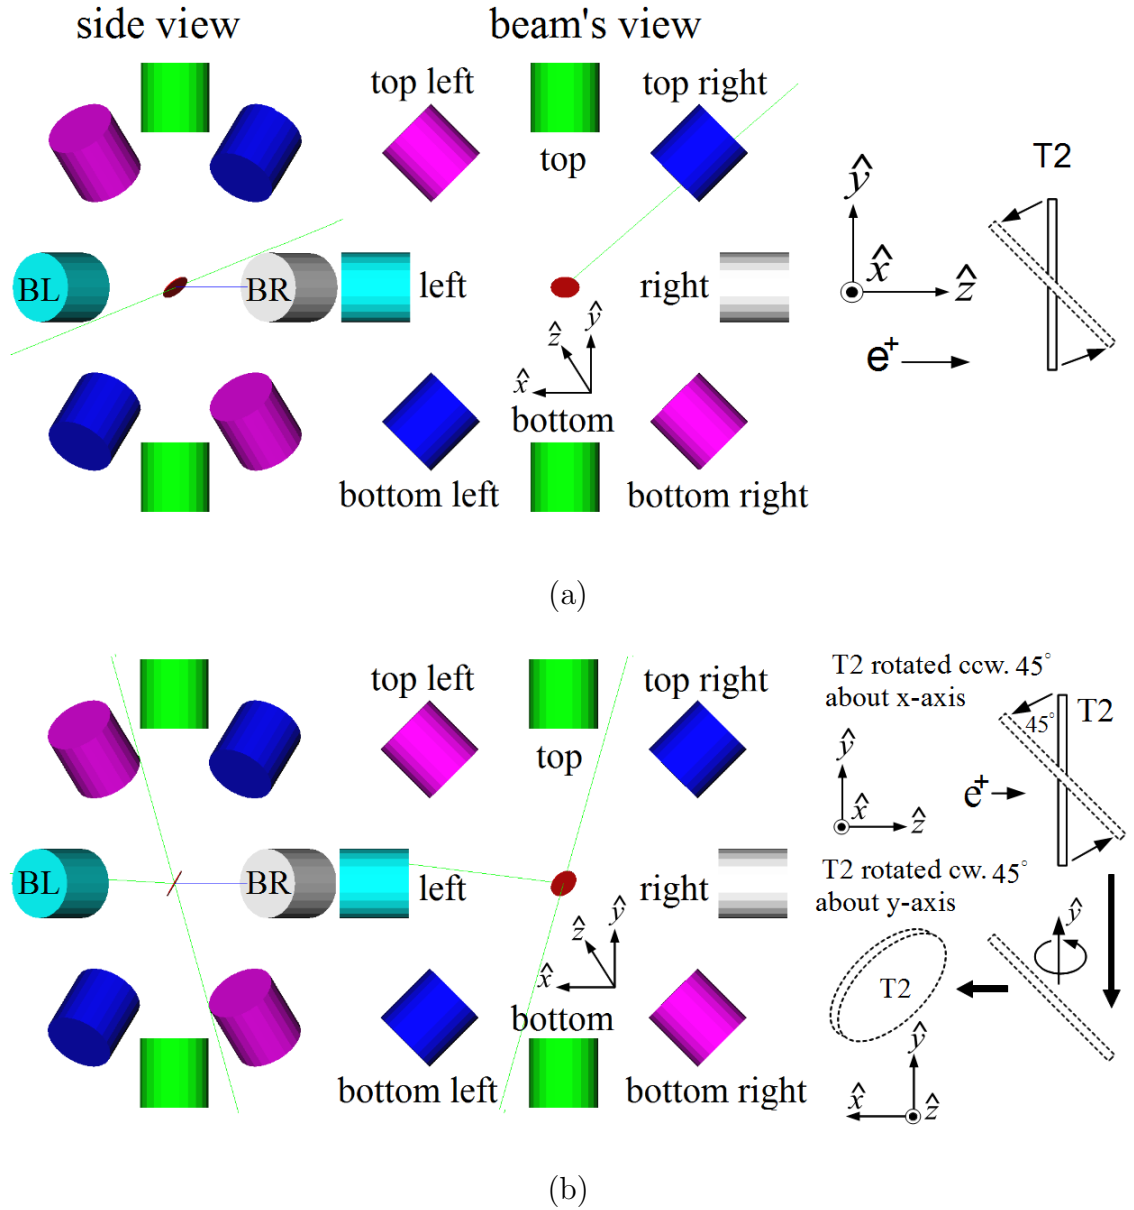 side view
beam's view
top left
top right
top
T2
ŷ
x̂
ẑ
BL
BR
left
right
ŷ
ẑ
x̂
e+
bottom
bottom left
bottom right
(a)
T2 rotated ccw. 45°
about x-axis
top left
top right
T2
45°
top
ŷ
e+
x̂
ẑ
BL
BR
left
right
T2 rotated cw. 45°
about y-axis
ŷ
ẑ
x̂
ŷ
T2
bottom
ŷ
bottom left
bottom right
x̂
ẑ
(b)